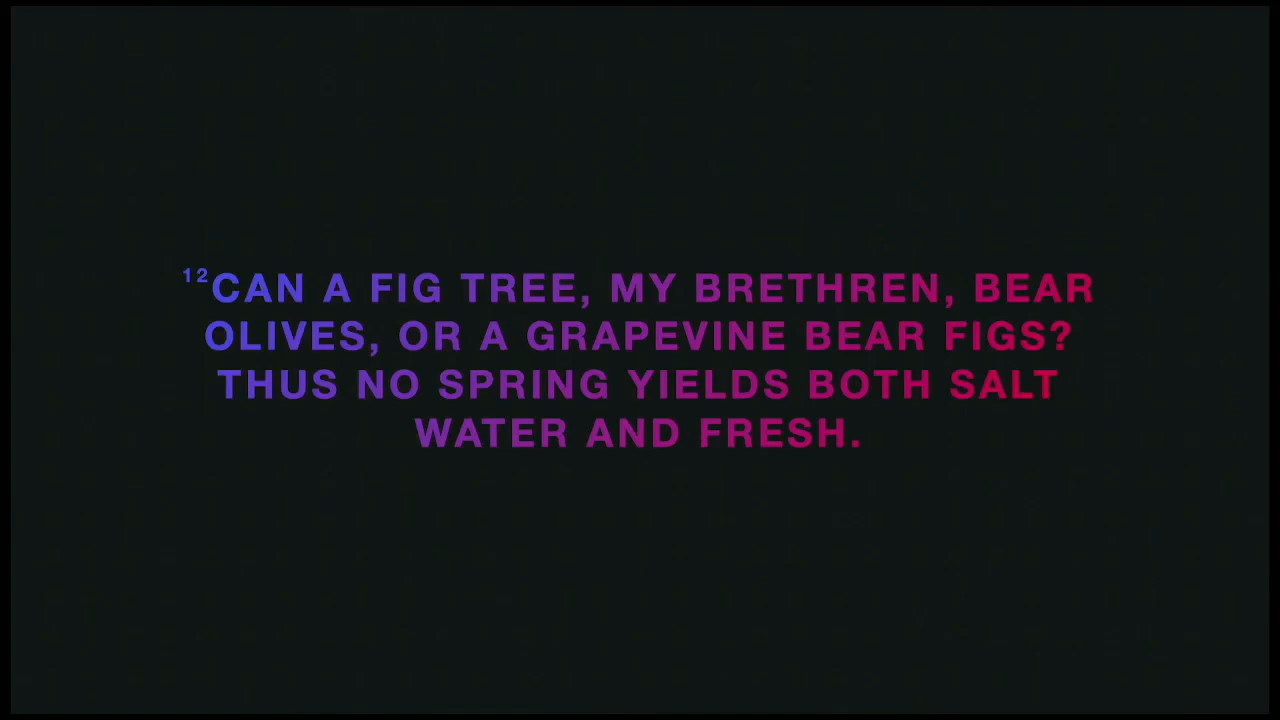 ¹²CAN A FIG TREE, MY BRETHREN, BEAR
OLIVES, OR A GRAPEVINE BEAR FIGS?
THUS NO SPRING YIELDS BOTH SALT
WATER AND FRESH.